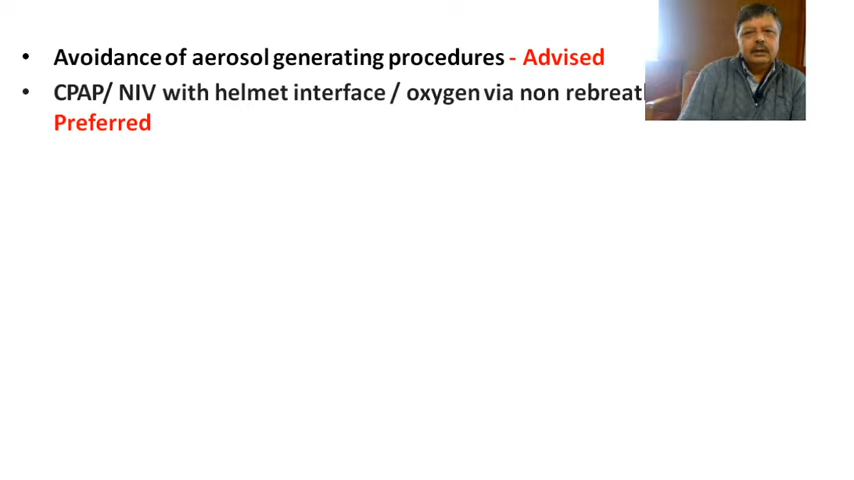 • Avoidance of aerosol generating procedures - Advised
• CPAP/ NIV with helmet interface / oxygen via non
Preferred